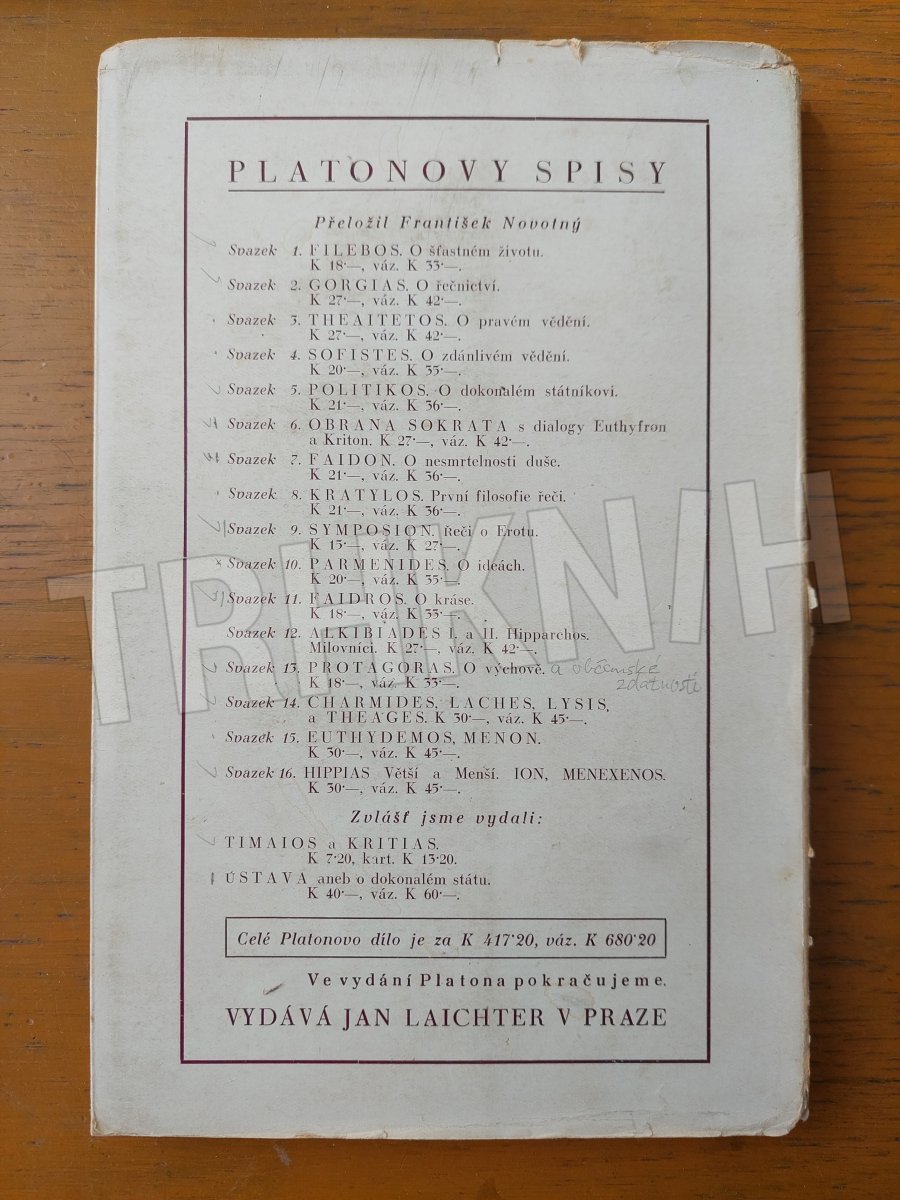 PLATONOVY SPISY
Přeložil František Novotný
Svazek 1. FILEBOS. O šťastném životu.
K 18·—, váz. K 33·—.
Svazek 2. GORGIAS. O řečnictví.
K 27·—, váz. K 42·—.
Svazek 3. THEAITETOS. O pravém vědění.
K 27·—, váz. K 42·—.
Svazek 4. SOFISTES. O zdánlivém vědění.
K 20·—, váz. K 35·—.
Svazek 5. POLITIKOS. O dokonalém státníkovi.
K 21·—, váz. K 36·—.
Svazek 6. OBRANA SOKRATA s dialogy Euthyfron
a Kriton. K 27·—, váz. K 42·—.
Svazek 7. FAIDON. O nesmrtelnosti duše.
K 21·—, váz. K 36·—.
Svazek 8. KRATYLOS. První filosofie řeči.
K 21·—, váz. K 36·—.
Svazek 9. SYMPOSION. Řeči o Erotu.
K 15·—, váz. K 27·—.
Svazek 10. PARMENIDES. O ideách.
K 20·—, váz. K 35·—.
Svazek 11. FAIDROS. O kráse.
K 18·—, váz. K 33·—.
Svazek 12. ALKIBIADES I. a II. Hipparchos.
Milovníci. K 27·—, váz. K 42·—.
Svazek 13. PROTAGORAS. O výchově. a občanské
K 18·—, váz. K 33·—. zdatnosti
Svazek 14. CHARMIDES, LACHES, LYSIS,
a THEAGES. K 30·—, váz. K 45·—.
Svazek 15. EUTHYDEMOS, MENON.
K 30·—, váz. K 45·—.
Svazek 16. HIPPIAS Větší a Menší. ION, MENEXENOS.
K 30·—, váz. K 45·—.
Zvlášť jsme vydali:
TIMAIOS a KRITIAS.
K 7·20, kart. K 13·20.
ÚSTAVA aneb o dokonalém státu.
K 40·—, váz. K 60·—.
Celé Platonovo dílo je za K 417·20, váz. K 680·20
Ve vydání Platona pokračujeme.
VYDÁVÁ JAN LAICHTER V PRAZE